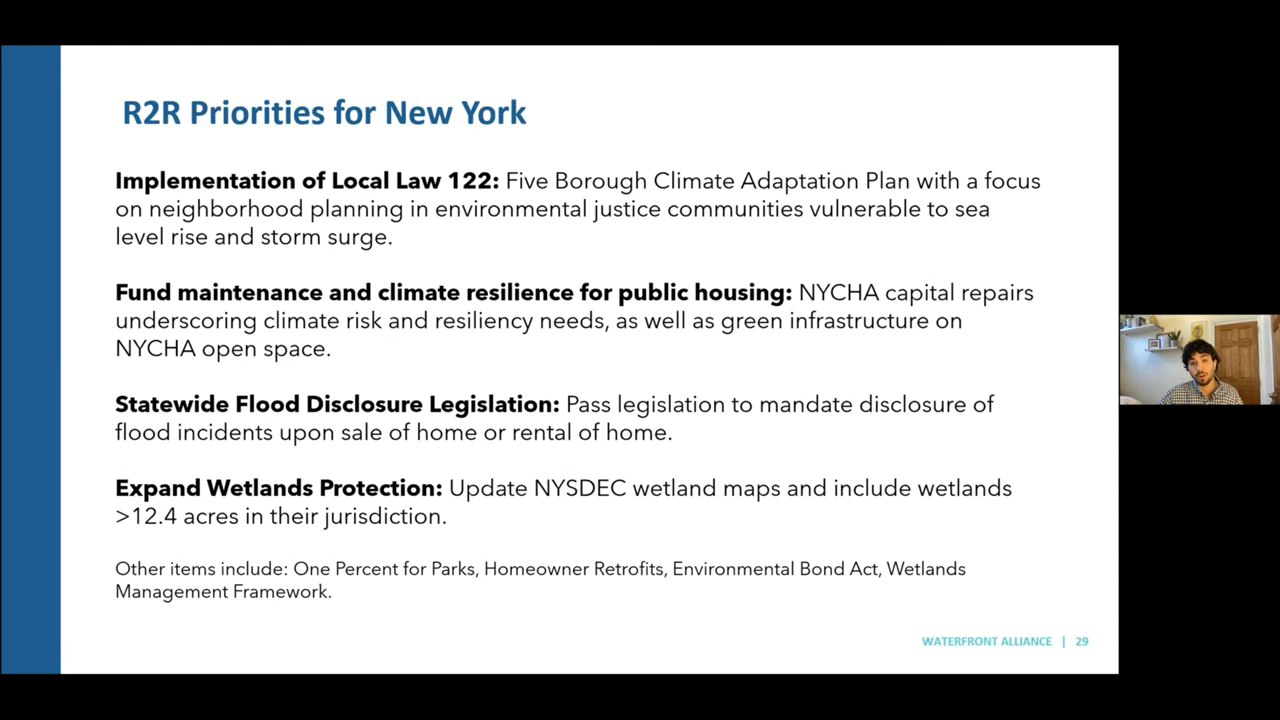 R2R Priorities for New York
Implementation of Local Law 122: Five Borough Climate Adaptation Plan with a focus
on neighborhood planning in environmental justice communities vulnerable to sea
level rise and storm surge.
Fund maintenance and climate resilience for public housing: NYCHA capital repairs
underscoring climate risk and resiliency needs, as well as green infrastructure on
NYCHA open space.
Statewide Flood Disclosure Legislation: Pass legislation to mandate disclosure of
flood incidents upon sale of home or rental of home.
Expand Wetlands Protection: Update NYSDEC wetland maps and include wetlands
>12.4 acres in their jurisdiction.
Other items include: One Percent for Parks, Homeowner Retrofits, Environmental Bond Act, Wetlands
Management Framework.
WATERFRONT ALLIANCE | 29